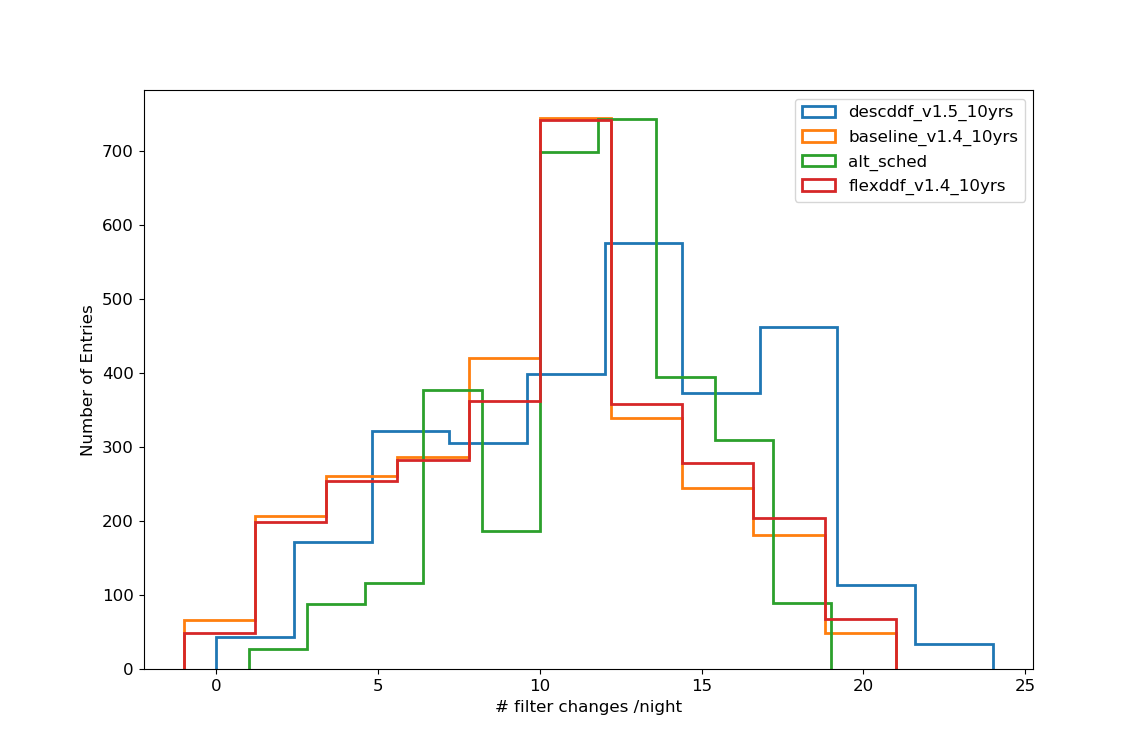 descddf_v1.5_10yrs
baseline_v1.4_10yrs
alt_sched
flexddf_v1.4_10yrs
700
600
500
400
300
200
100
0
Number of Entries
0 5 10 15 20 25
# filter changes /night